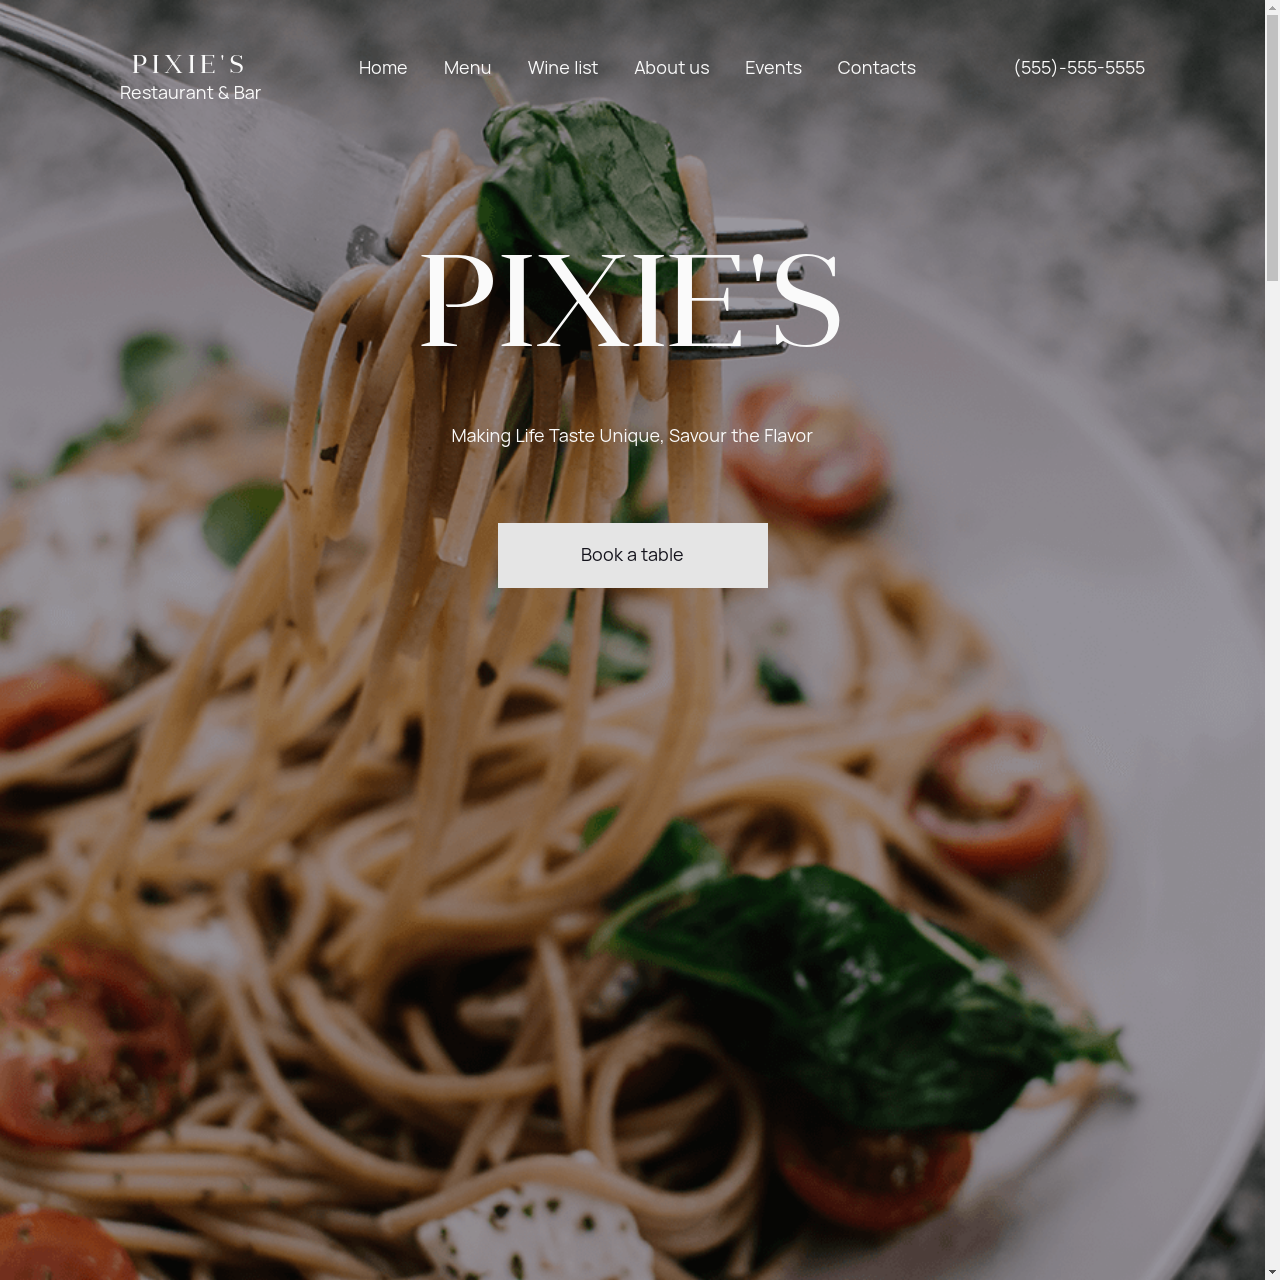 PIXIE'S
Restaurant & Bar
Home Menu Wine list About us Events Contacts
(555)-555-5555
PIXIE'S
Making Life Taste Unique, Savour the Flavor
Book a table